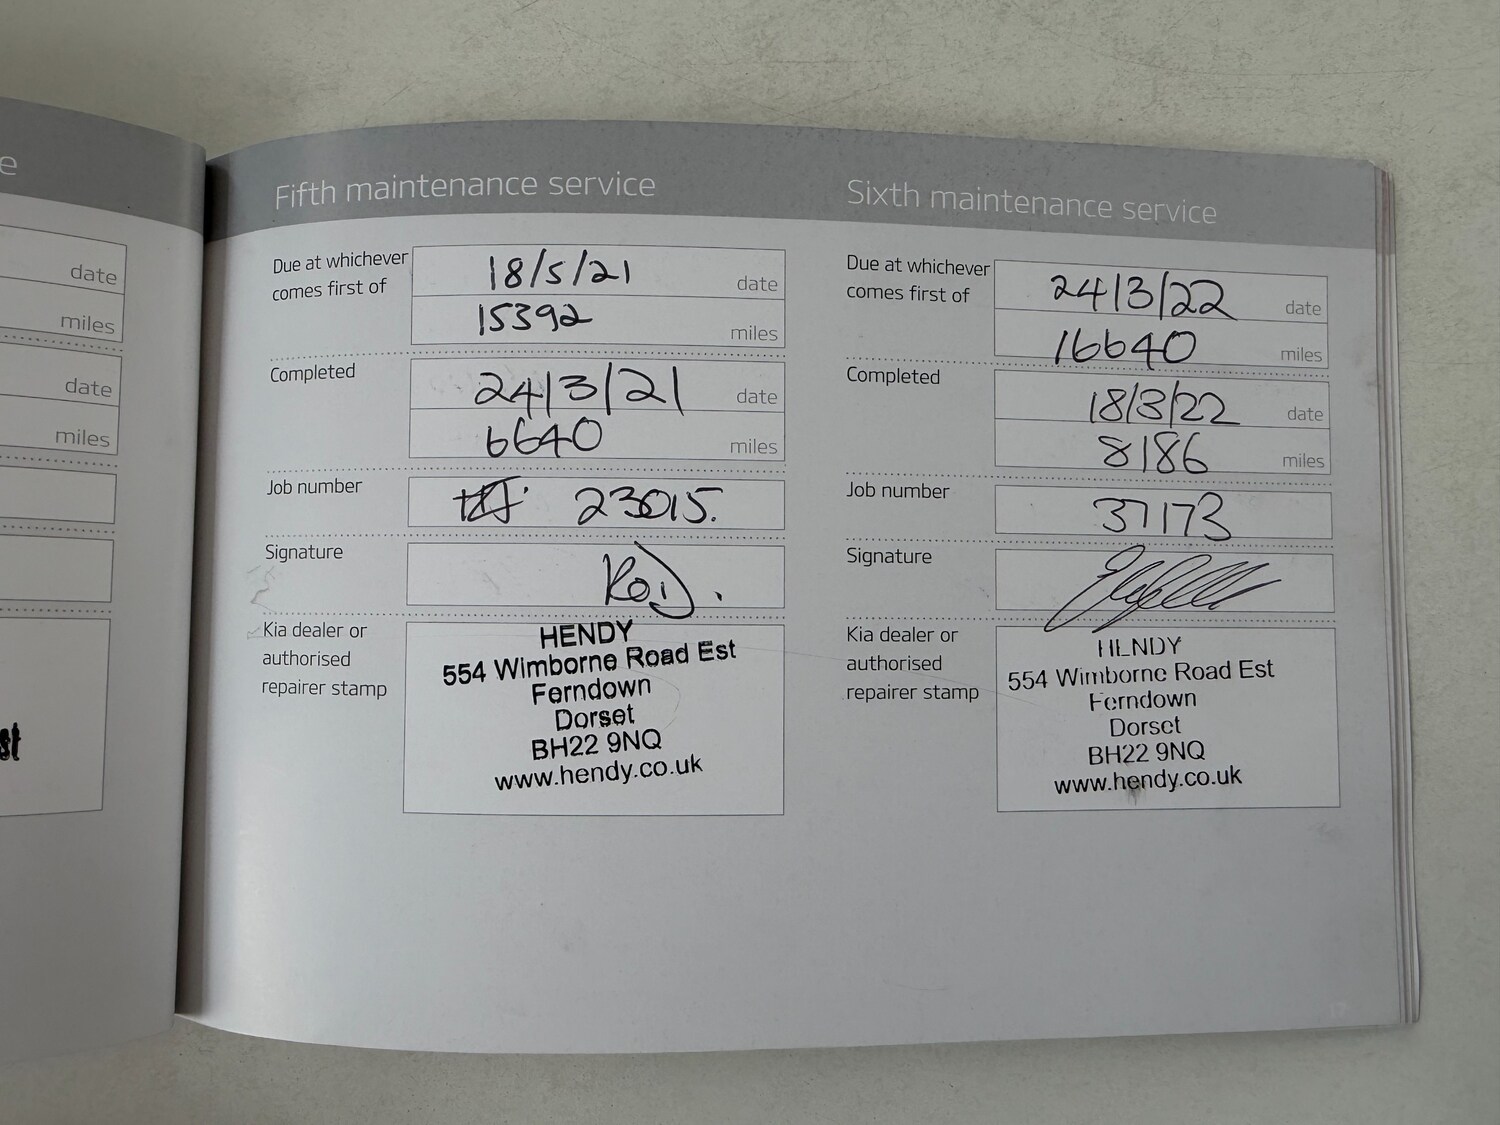 e
date
miles
date
miles
st
Fifth maintenance service
Due at whichever
comes first of
18/5/21 date
15392 miles
Completed
24/3/21 date
6640 miles
Job number
23015.
Signature
Kia dealer or
authorised
repairer stamp
HENDY
554 Wimborne Road Est
Ferndown
Dorset
BH22 9NQ
www.hendy.co.uk
Sixth maintenance service
Due at whichever
comes first of
24/3/22 date
16640 miles
Completed
18/3/22 date
8186 miles
Job number
37173
Signature
Kia dealer or
authorised
repairer stamp
HENDY
554 Wimborne Road Est
Ferndown
Dorset
BH22 9NQ
www.hendy.co.uk